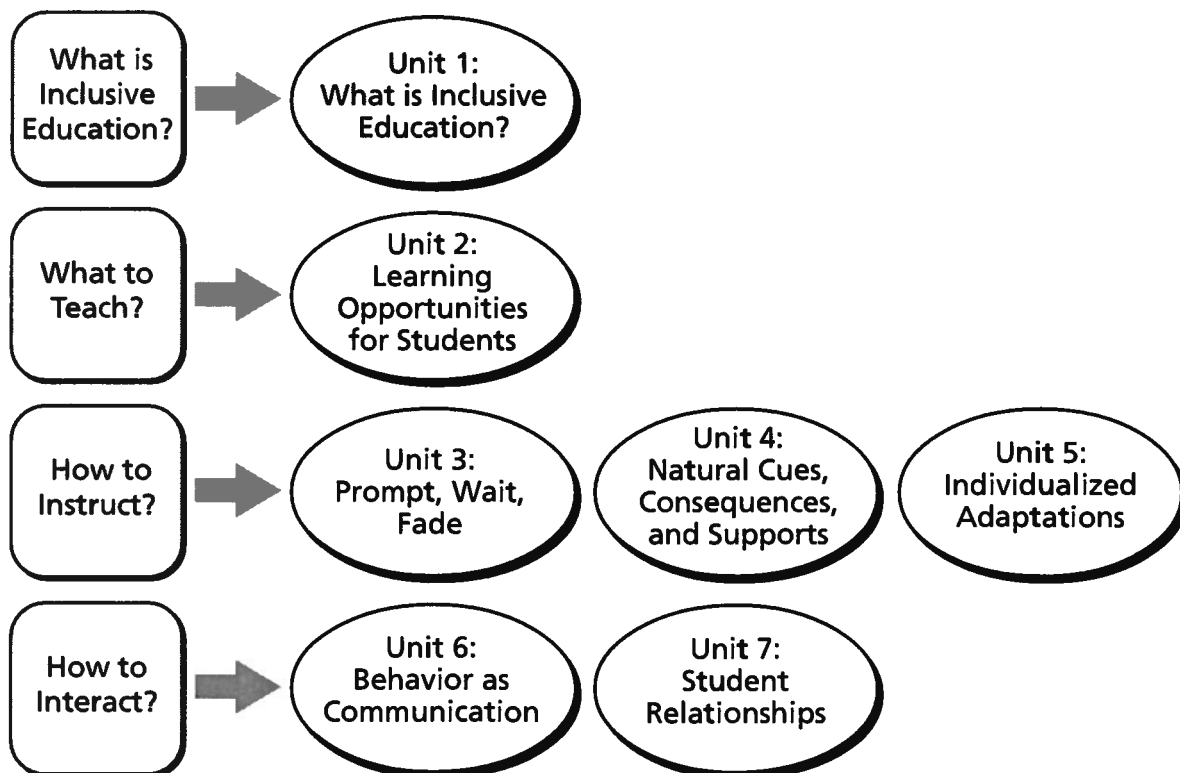 What is
Inclusive
Education?
Unit 1:
What is Inclusive
Education?
What to
Teach?
Unit 2:
Learning
Opportunities
for Students
How to
Instruct?
Unit 3:
Prompt, Wait,
Fade
Unit 4:
Natural Cues,
Consequences,
and Supports
Unit 5:
Individualized
Adaptations
How to
Interact?
Unit 6:
Behavior as
Communication
Unit 7:
Student
Relationships